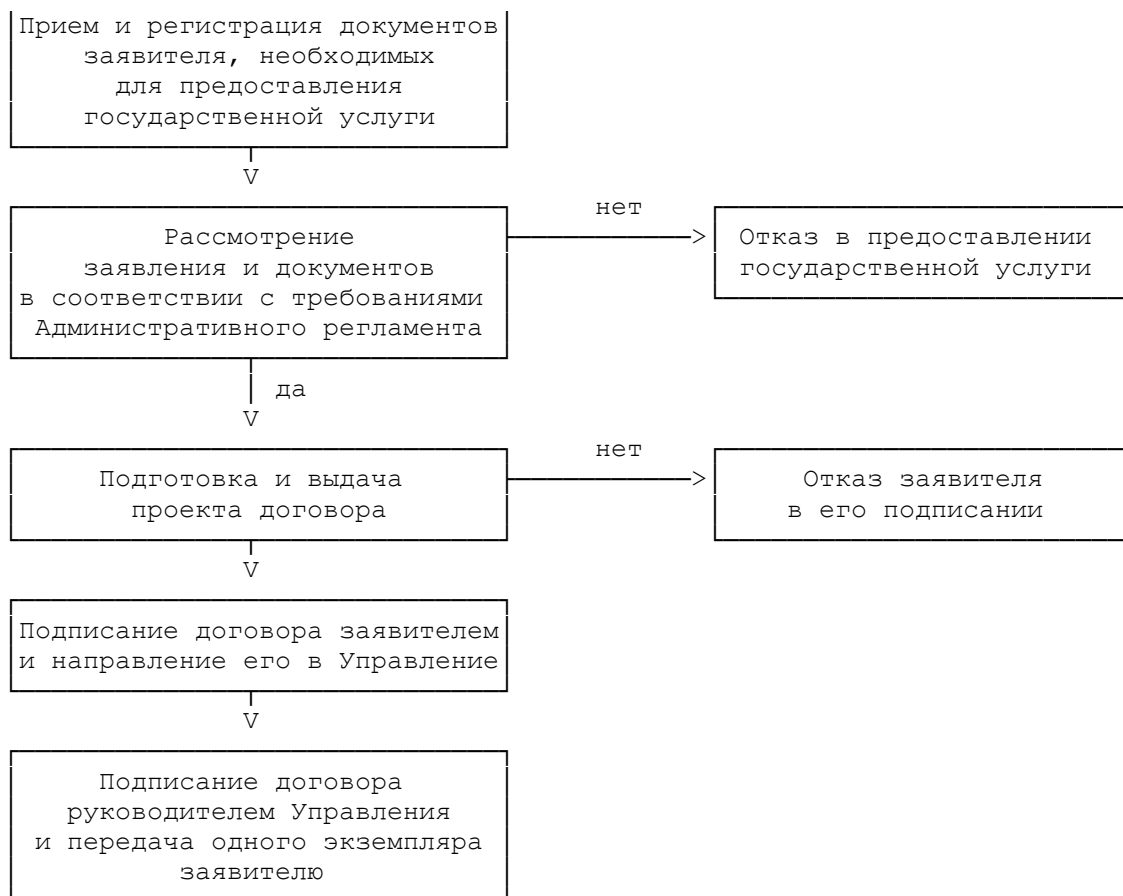 Прием и регистрация документов
заявителя, необходимых
для предоставления
государственной услуги
V
нет
Рассмотрение
заявления и документов
в соответствии с требованиями
Административного регламента
> Отказ в предоставлении
государственной услуги
да
V
нет
Подготовка и выдача
проекта договора
> Отказ заявителя
в его подписании
V
Подписание договора заявителем
и направление его в Управление
V
Подписание договора
руководителем Управления
и передача одного экземпляра
заявителю